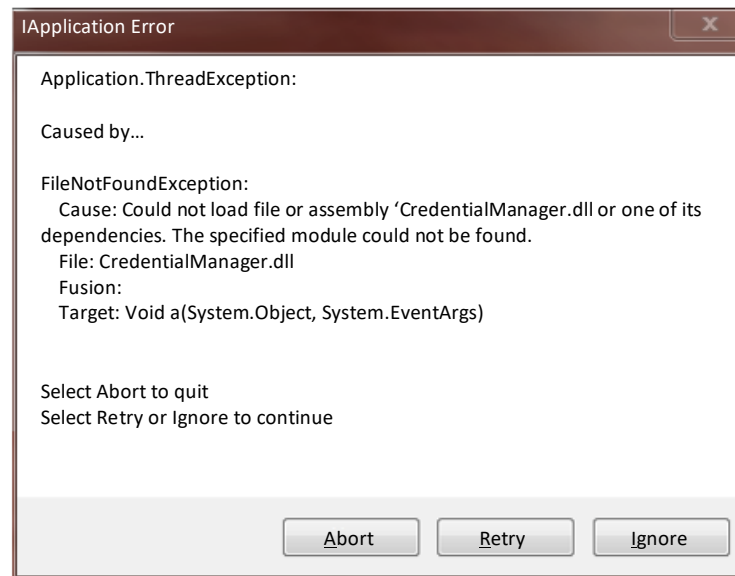 IApplication Error
Application.ThreadException:
Caused by…
FileNotFoundException:
Cause: Could not load file or assembly ‘CredentialManager.dll or one of its
dependencies. The specified module could not be found.
File: CredentialManager.dll
Fusion:
Target: Void a(System.Object, System.EventArgs)
Select Abort to quit
Select Retry or Ignore to continue
Abort Retry Ignore